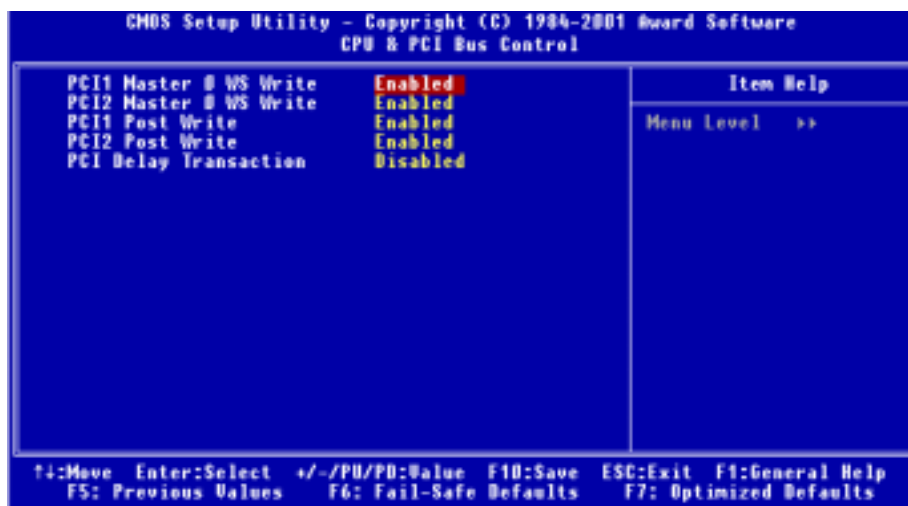 CMOS Setup Utility - Copyright (C) 1984-2001 Award Software
CPU & PCI Bus Control
PCI1 Master 0 WS Write Enabled
PCI2 Master 0 WS Write Enabled
PCI1 Post Write Enabled
PCI2 Post Write Enabled
PCI Delay Transaction Disabled
Item Help
Menu Level >>
↑↓:Move Enter:Select +/-/PU/PD:Value F10:Save ESC:Exit F1:General Help
F5: Previous Values F6: Fail-Safe Defaults F7: Optimized Defaults